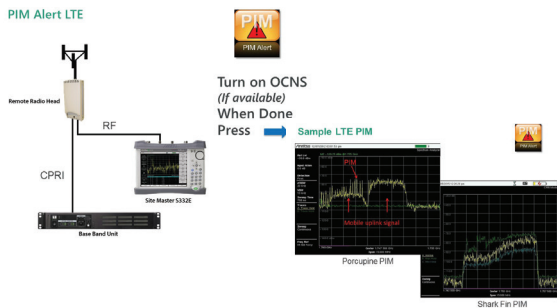 PIM Alert LTE
PIM Alert
Turn on OCNS
(If available)
When Done
Press
Remote Radio Head
RF
CPRI
Site Master S332E
Base Band Unit
Sample LTE PIM
PIM
Mobile uplink signal
Porcupine PIM
Shark Fin PIM